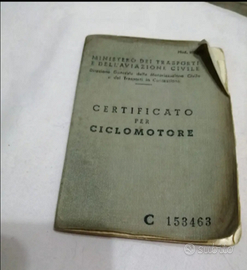 MINISTERO DEI TRASPORTI
E DELL'AVIAZIONE CIVILE
CERTIFICATO
PER
CICLOMOTORE
C 153463